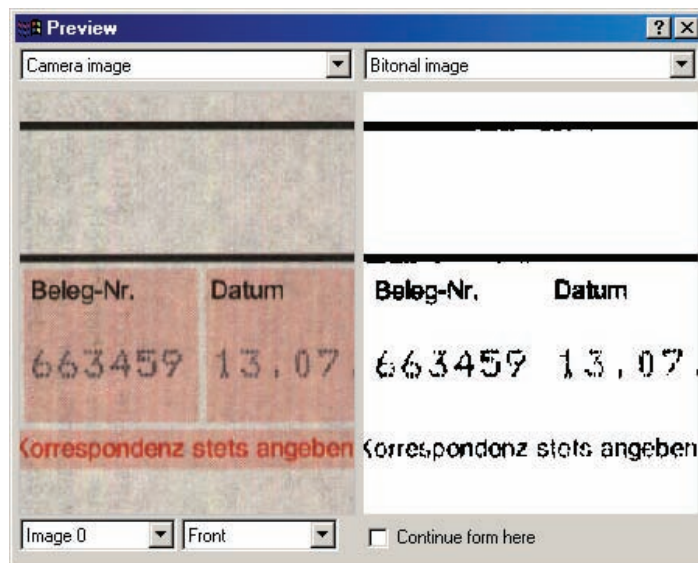 Preview
Camera image
Bitonal image
Beleg-Nr. Datum
Beleg-Nr. Datum
663459 13.07.
663459 13.07.
Korrespondenz stets angeben
Korrespondenz stets angeben
Image 0
Front
Continue form here